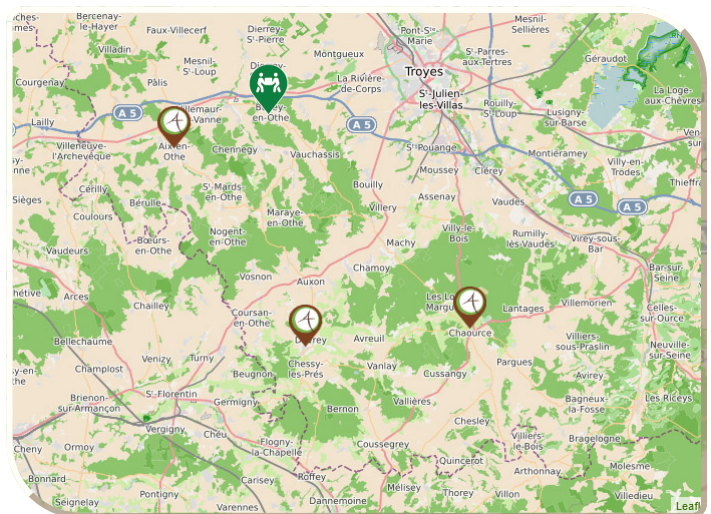 Bercenay-
le-Hayer
Faux-Villecerf
Dierrey-
St-Pierre
Pont-Ste-
Marie
Mesnil-
Sellières
Villadin
Montgueux
St-Parres-
aux-Tertres
Géraudot
Mesnil-
St-Loup
Courgenay
Pâlis
La Rivière-
de-Corps
Troyes
La Loge-
aux-Chèvres
St-Julien-
les-Villas
Rouilly-
St-Loup
A 5
en-Othe
Lusigny-
sur-Barse
Lailly
A 5
Villeneuve-
l'Archevêque
Aix-en-
Othe
Chennegy
Vauchassy
St-Pouange
Montiéramey
Villy-en-
Trodes
Moussey
Clérey
Cérilly
St-Mards-
en-Othe
Bouilly
Thieffra
Sièges
Bérulle
Assenay
Vaudes
A 5
A 5
Coulours
Maraye-
en-Othe
Villery
Nogent-
en-Othe
Villy-le-
Bois
Rumilly-
lès-Vaudes
Virey-sous-
Bar
Bœurs-
en-Othe
Machy
Vaudeurs
Vosnon
Chamoy
Bar-sur-
Seine
Auxon
Arces
Chailley
Lantages
Villemorien
Celles-
sur-Ource
Coursan-
en-Othe
Chaource
Bellechaume
Avreuil
Villiers-
sous-Praslin
Neuville-
sur-Seine
Venizy
Turny
Chessy-
les-Prés
Vanlay
Pargues
Champlost
Beugnon
Cussangy
Avirey
Brienon-
sur-Armançon
St-Florentin
Germigny
Bernon
Vallières
Bagneux-
la-Fosse
Les Riceys
Vergigny
Chéu
Chesley
Villiers-
le-Bois
Bragelogne
Cheny
Ormoy
Flogny-
la-Chapelle
Coussegrey
Quincerot
Arthonnay
Molesme
Bonnard
Carisey
Roffey
Mélisey
Thorey
Villon
Villedieu
Seignelay
Pontigny
Varennes
Dannemoine
Leafl